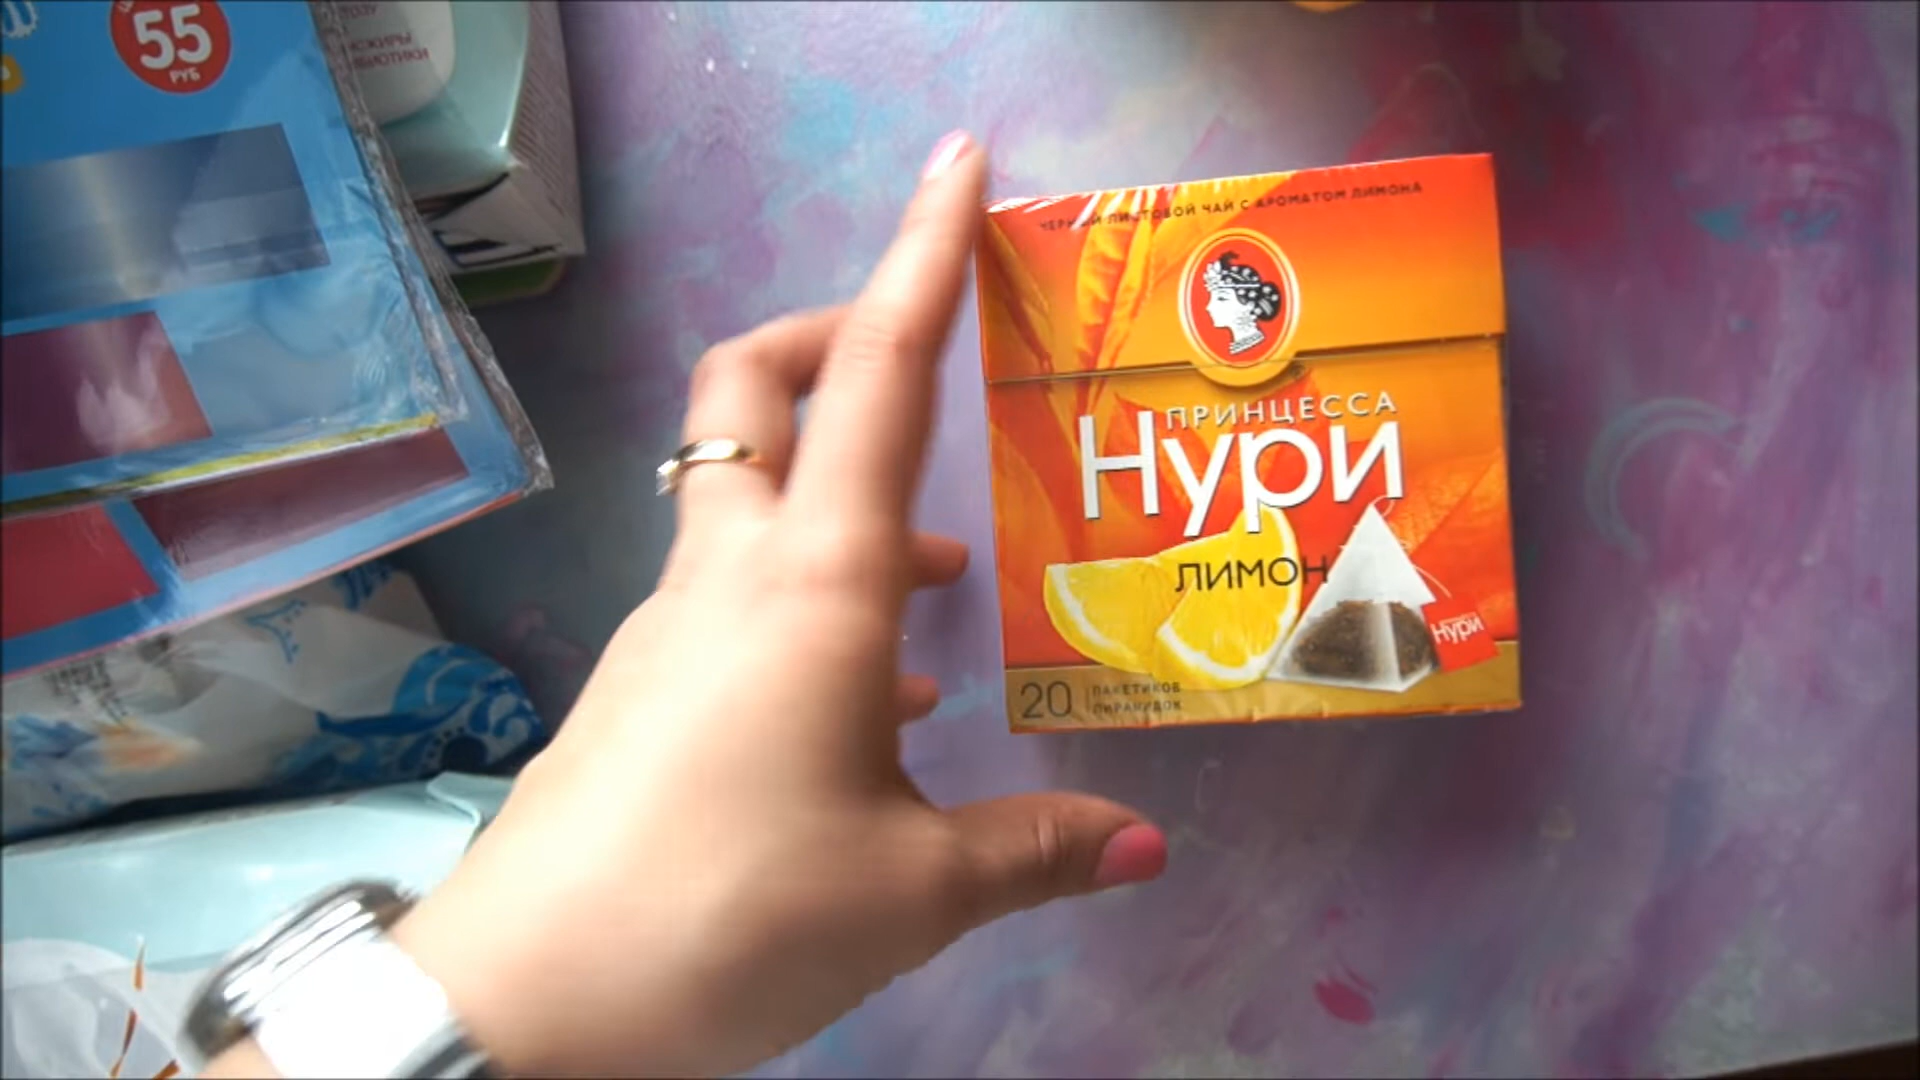 55
РУБ
ЧЕРНЫЙ ЛИСТОВОЙ ЧАЙ С АРОМАТОМ ЛИМОНА
ПРИНЦЕССА
Нури
ЛИМОН
Нури
20
ПАКЕТИКОВ
ПИРАМИДОК